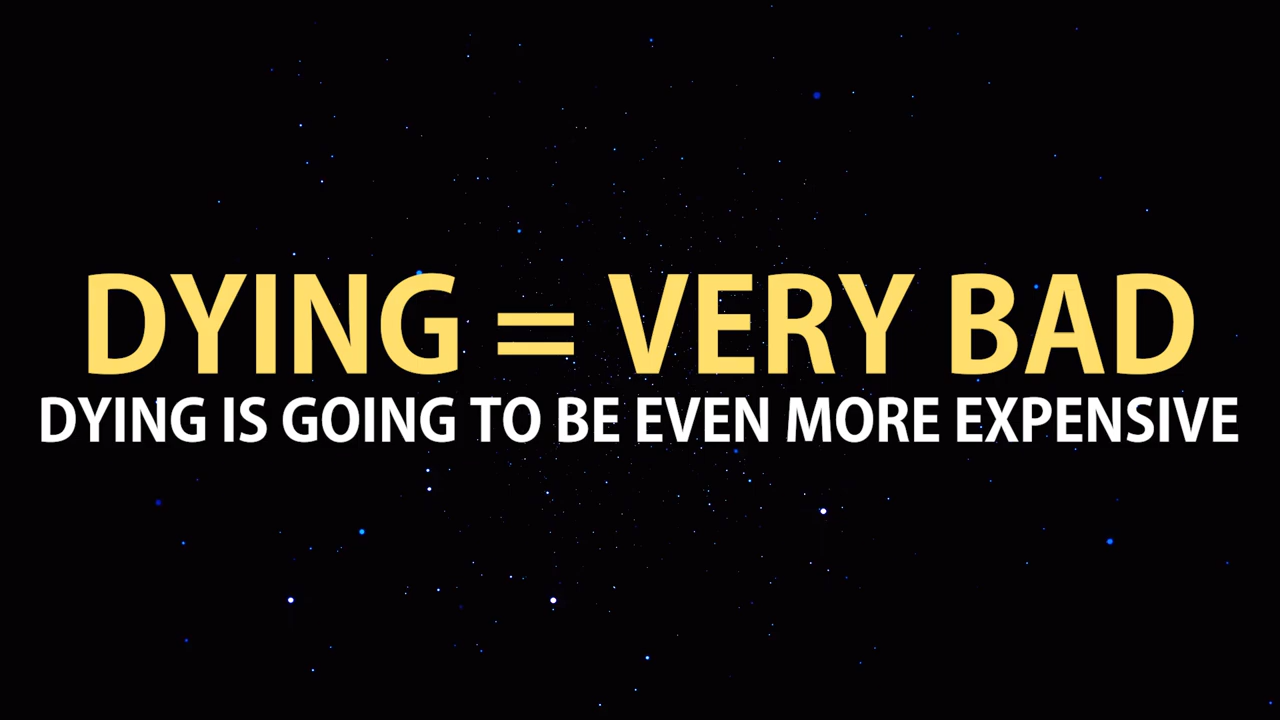 DYING = VERY BAD
DYING IS GOING TO BE EVEN MORE EXPENSIVE